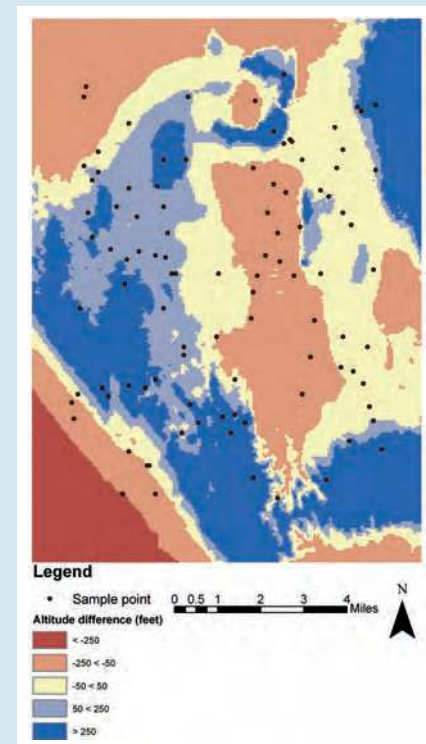 Legend
Sample point
0 0.5 1 2 3 4
Miles
N
Altitude difference (feet)
< -250
-250 < -50
-50 < 50
50 < 250
> 250